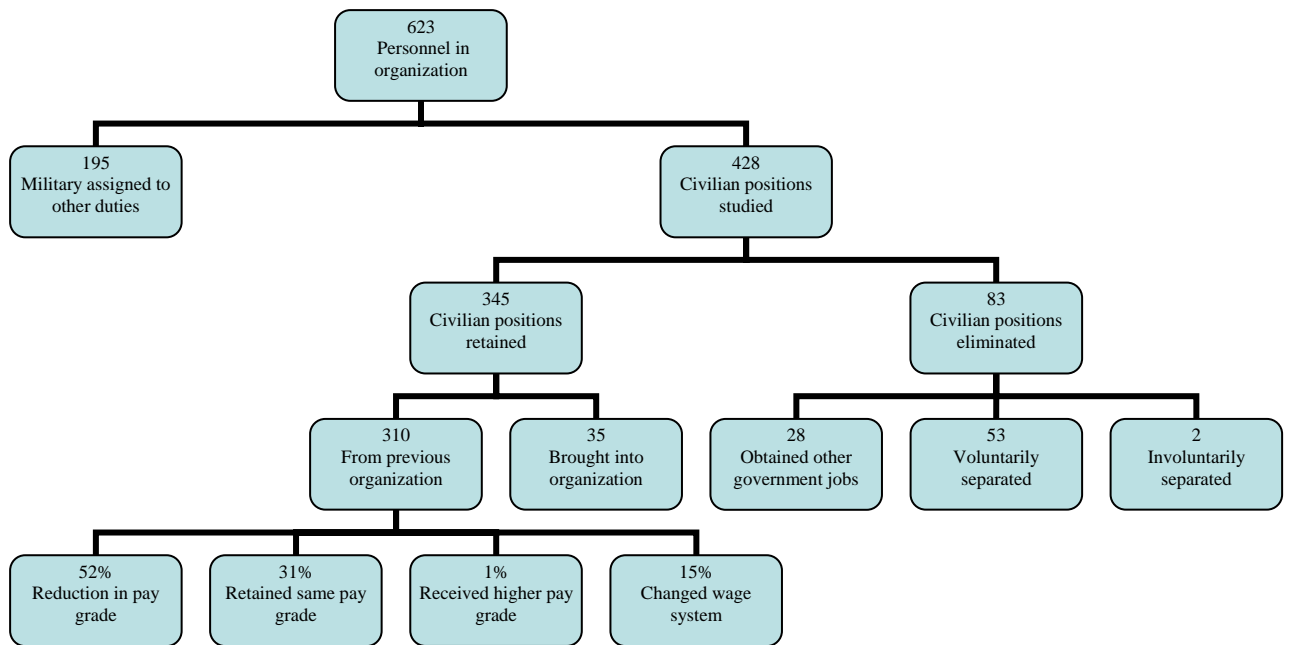 623
Personnel in
organization
195
Military assigned to
other duties
428
Civilian positions
studied
345
Civilian positions
retained
83
Civilian positions
eliminated
310
From previous
organization
35
Brought into
organization
28
Obtained other
government jobs
53
Voluntarily
separated
2
Involuntarily
separated
52%
Reduction in pay
grade
31%
Retained same pay
grade
1%
Received higher pay
grade
15%
Changed wage
system